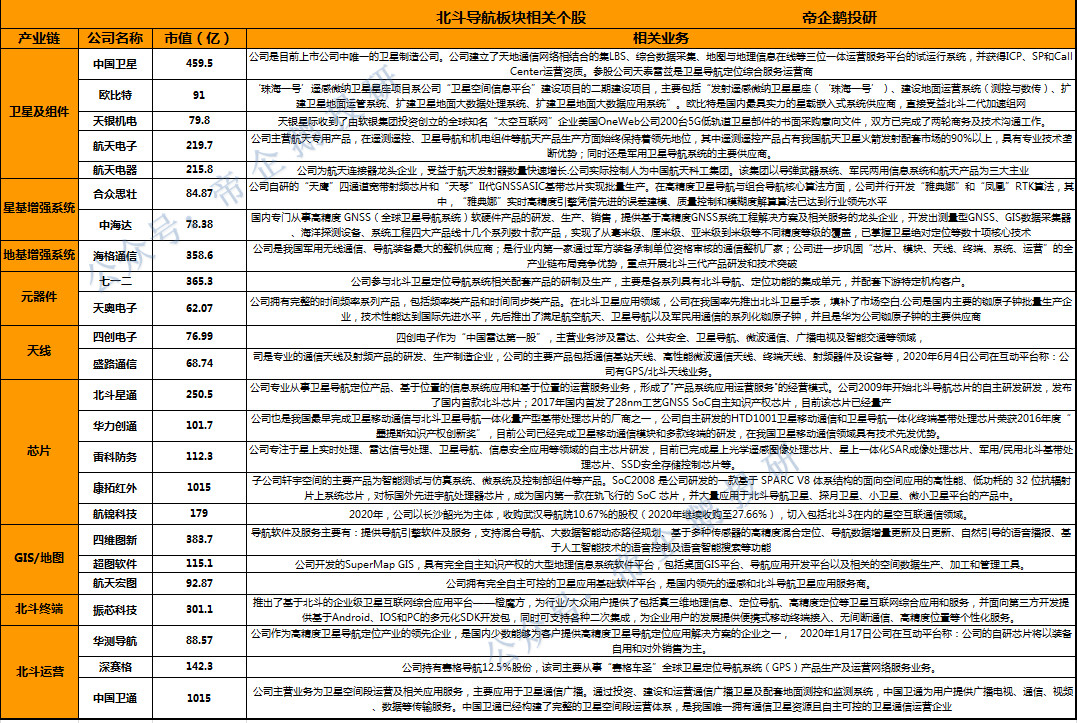 北斗导航板块相关个股 帝企鹅投研
产业链 公司名称 市值（亿） 相关业务
卫星及组件
中国卫星 459.5
公司是目前上市公司中唯一的卫星制造公司。公司建立了天地通信网络相结合的集LBS、综合数据采集、地图与地理信息在线等三位一体运营服务平台的试运行系统，并获得ICP、SP和Call
Center运营资质。参股公司天泰雷兹是卫星导航定位综合服务运营商
欧比特 91
‘珠海一号’遥感微纳卫星星座项目系公司“卫星空间信息平台”建设项目的二期建设项目，主要包括“发射遥感微纳卫星星座（‘珠海一号’）、建设地面运营系统（测控与数传）、扩
建卫星地面运管系统、扩建卫星地面大数据处理系统、扩建卫星地面大数据应用系统”。欧比特是国内最具实力的星载嵌入式系统供应商，直接受益北斗二代加速组网
天银机电 79.8
天银星际收到了由软银集团投资创立的全球知名“太空互联网”企业美国OneWeb公司200台5G低轨道卫星部件的书面采购意向文件，双方已完成了两轮商务及技术沟通工作。
航天电子 219.7
公司主营航天专用产品，在遥测遥控、卫星导航和机电组件等航天产品生产方面始终保持着领先地位，其中遥测遥控产品占有我国航天卫星火箭发射配套市场的90%以上，具有专业技术垄
断优势；同时还是军用卫星导航系统的主要供应商。
航天电器 215.8
公司为航天连接器龙头企业，受益于航天发射器数量快速增长.公司实际控制人为中国航天科工集团。该集团以导弹武器系统、军民两用信息系统和航天产品为三大主业
星基增强系统
合众思壮 84.87
公司自研的“天鹰”四通道宽带射频芯片和“天琴”II代GNSSASIC基带芯片实现批量生产。在高精度卫星导航与组合导航核心算法方面，公司并行开发“雅典娜”和“凤凰”RTK算法，其
中，“雅典娜”实时高精度引擎凭借先进的误差建模、质量控制和模糊度解算算法已达到行业领先水平
中海达 78.38
国内专门从事高精度 GNSS（全球卫星导航系统）软硬件产品的研发、生产、销售，提供基于高精度GNSS系统工程解决方案及相关服务的龙头企业，开发出测量型GNSS、GIS数据采集器
、海洋探测设备、系统工程四大产品线十几个系列数十款产品，实现了从毫米级、厘米级、亚米级到米级等不同精度等级的覆盖，已掌握卫星绝对定位等数十项核心技术
地基增强系统
海格通信 358.6
公司是我国军用无线通信、导航装备最大的整机供应商；是行业内第一家通过军方装备承制单位资格审核的通信整机厂家；公司进一步巩固“芯片、模块、天线、终端、系统、运营”的全
产业链布局竞争优势，重点开展北斗三代产品研发和技术突破
元器件
七一二 365.3
公司参与北斗卫星定位导航系统相关配套产品的研制及生产，主要是各系列具有北斗导航、定位功能的集成单元，并配套下游特定机构客户。
天奥电子 62.07
公司拥有完整的时间频率系列产品，包括频率类产品和时间同步类产品。在北斗卫星应用领域，公司在我国率先推出北斗卫星手表，填补了市场空白.公司是国内主要的铷原子钟批量生产企
业，技术性能达到国际先进水平，先后推出了满足航空航天、卫星导航以及军民用通信的系列化铷原子钟，并且是华为公司铷原子钟的主要供应商
天线
四创电子 76.99
四创电子作为“中国雷达第一股”，主营业务涉及雷达、公共安全、卫星导航、微波通信、广播电视及智能交通等领域，
盛路通信 68.74
司是专业的通信天线及射频产品的研发、生产制造企业，公司的主要产品包括通信基站天线、高性能微波通信天线、终端天线、射频器件及设备等，2020年6月4日公司在互动平台称：公
司有GPS/北斗天线业务。
芯片
北斗星通 250.5
公司专业从事卫星导航定位产品、基于位置的信息系统应用和基于位置的运营服务业务，形成了"产品系统应用运营服务"的经营模式。公司2009年开始北斗导航芯片的自主研发研发，发布
了国内首款北斗芯片；2017年国内首发了28nm工艺GNSS SoC自主知识产权芯片，目前该芯片已经量产
华力创通 101.7
公司也是我国最早完成卫星移动通信与北斗卫星导航一体化量产型基带处理芯片的厂商之一，公司自主研发的HTD1001卫星移动通信和卫星导航一体化终端基带处理芯片荣获2016年度“
墨提斯知识产权创新奖”，目前公司已经完成卫星移动通信模块和多款终端的研发，在我国卫星移动通信领域具有技术先发优势。
雷科防务 112.3
公司专注于星上实时处理、雷达信号处理、卫星导航、信息安全应用等领域的自主芯片研发，目前已完成星上光学遥感图像处理芯片、星上一体化SAR成像处理芯片、军用/民用北斗基带处
理芯片、SSD安全存储控制芯片等。
康拓红外 1015
子公司轩宇空间的主要产品为智能测试与仿真系统、微系统及控制部组件等产品。SoC2008 是公司研发的一款基于 SPARC V8 体系结构的面向空间应用的高性能、低功耗的 32 位抗辐射
片上系统芯片，对标国外先进宇航处理器芯片，成为国内第一款在轨飞行的 SoC 芯片，并大量应用于北斗导航卫星、探月卫星、小卫星、微小卫星平台的产品中。
航锦科技 179
2020年，公司以长沙韶光为主体，收购武汉导航院10.67%的股权（2020年继续收购至27.66%），切入包括北斗3在内的星空互联通信领域。
GIS/地图
四维图新 383.7
导航软件及服务主要有：提供导航引擎软件及服务，支持混合导航、大数据智能动态路径规划、基于多种传感器的高精度混合定位、导航数据增量更新及日更新、自然引导的语音播报、基
于人工智能技术的语音控制及语音智能搜索等功能
超图软件 115.1
公司开发的SuperMap GIS，具有完全自主知识产权的大型地理信息系统软件平台，包括桌面GIS平台、导航应用开发平台以及相关的空间数据生产、加工和管理工具。
航天宏图 92.87
公司拥有完全自主可控的卫星应用基础软件平台，是国内领先的遥感和北斗导航卫星应用服务商。
北斗终端
振芯科技 301.1
推出了基于北斗的企业级卫星互联网综合应用平台——橙魔方，为行业大众用户提供了包括真三维地理信息、定位导航、高精度定位等卫星互联网综合应用和服务，并面向第三方开发提
供基于Android、IOS和PC的多元化SDK开发包，同时可支持各种二次集成，为企业用户的发展提供便携式移动终端接入、无间断通信、高精度位置等个性化服务。
北斗运营
华测导航 88.57
公司作为高精度卫星导航定位产业的领先企业，是国内少数能够为客户提供高精度卫星导航定位应用解决方案的企业之一， 2020年1月17日公司在互动平台称：公司的自研芯片将以装备
自用和对外销售为主。
深赛格 142.3
公司持有赛格导航12.5%股份，该司主要从事“赛格车圣”全球卫星定位导航系统（GPS）产品生产及运营网络服务业务。
中国卫通 1015
公司主营业务为卫星空间段运营及相关应用服务，主要应用于卫星通信广播。通过投资、建设和运营通信广播卫星及配套地面测控和监测系统，中国卫通为用户提供广播电视、通信、视频
、数据等传输服务。中国卫通已经构建了完整的卫星空间段运营体系，是我国唯一拥有通信卫星资源且自主可控的卫星通信运营企业
公众号：帝企鹅投研
公众号：帝企鹅投研